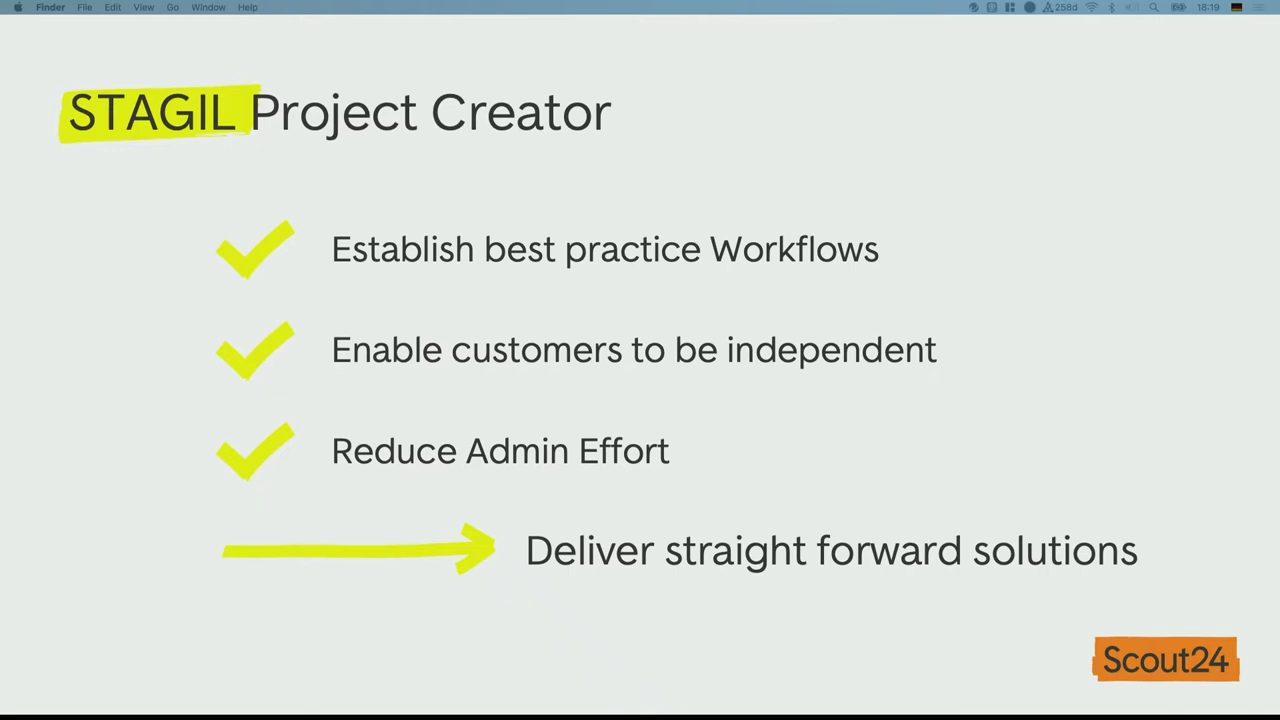 Finder File Edit View Go Window Help 258d 18:19
STAGIL Project Creator
Establish best practice Workflows
Enable customers to be independent
Reduce Admin Effort
Deliver straight forward solutions
Scout24